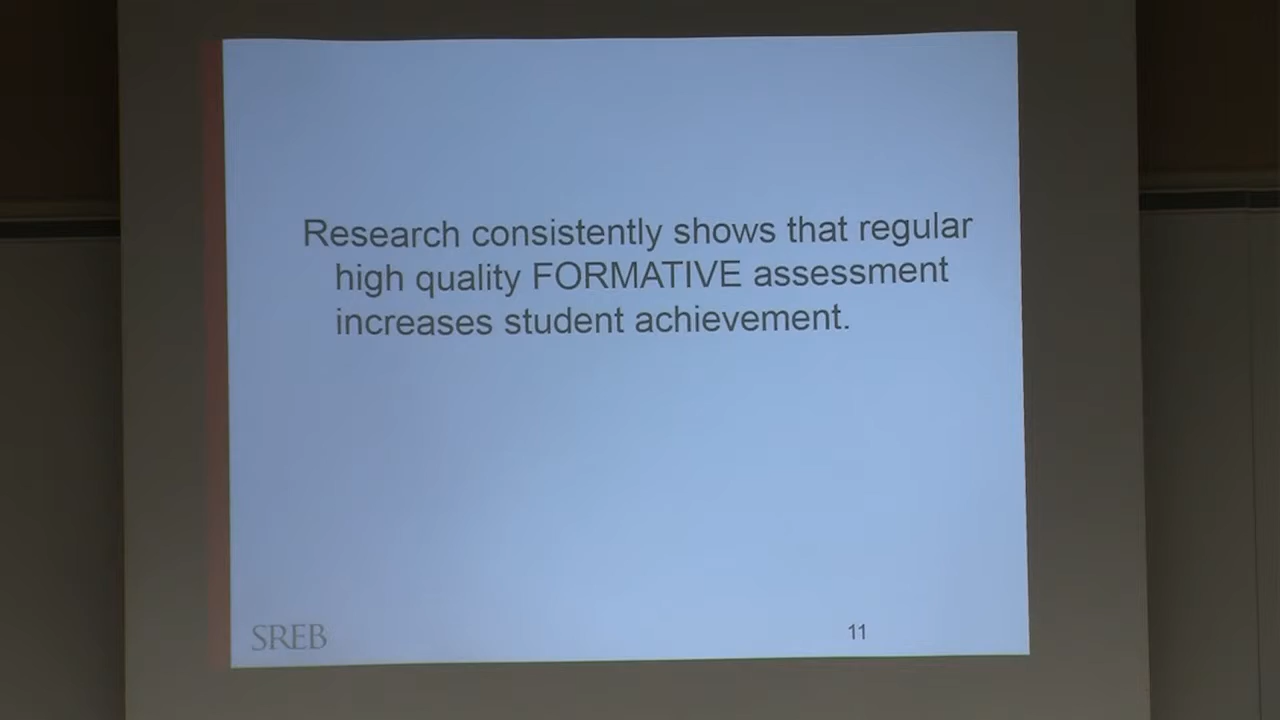 Research consistently shows that regular
high quality FORMATIVE assessment
increases student achievement.
SREB
11